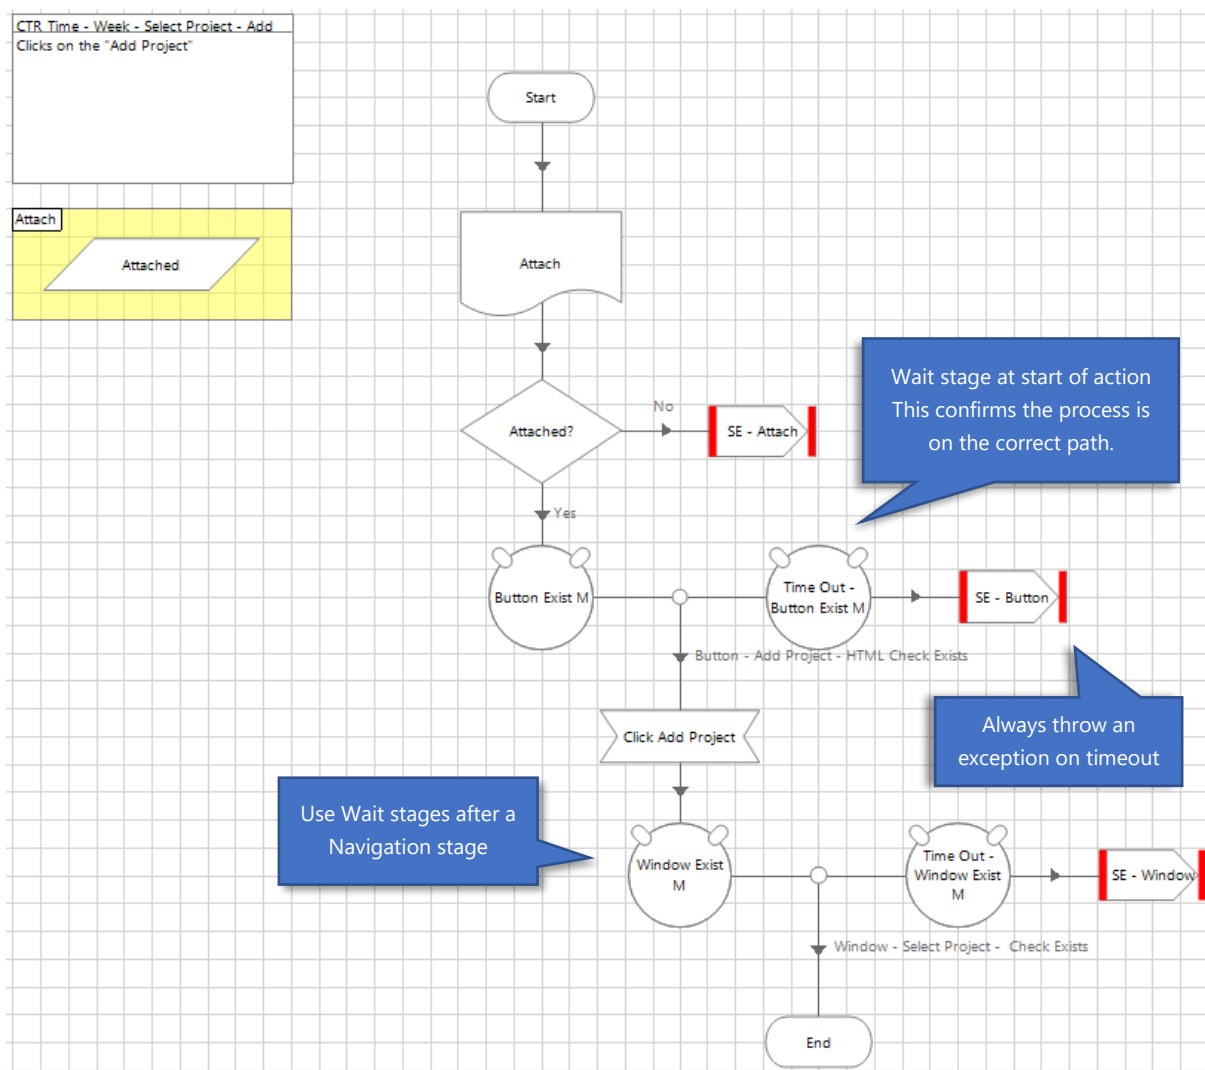 CTR Time - Week - Select Project - Add
Clicks on the "Add Project"
Start
Attach
Attached
Attach
Wait stage at start of action
This confirms the process is
on the correct path.
Attached?
No
SE - Attach
Yes
Button Exist M
Time Out -
Button Exist M
SE - Button
Button - Add Project - HTML Check Exists
Always throw an
exception on timeout
Click Add Project
Use Wait stages after a
Navigation stage
Window Exist
M
Time Out -
Window Exist
M
SE - Window
Window - Select Project -  Check Exists
End